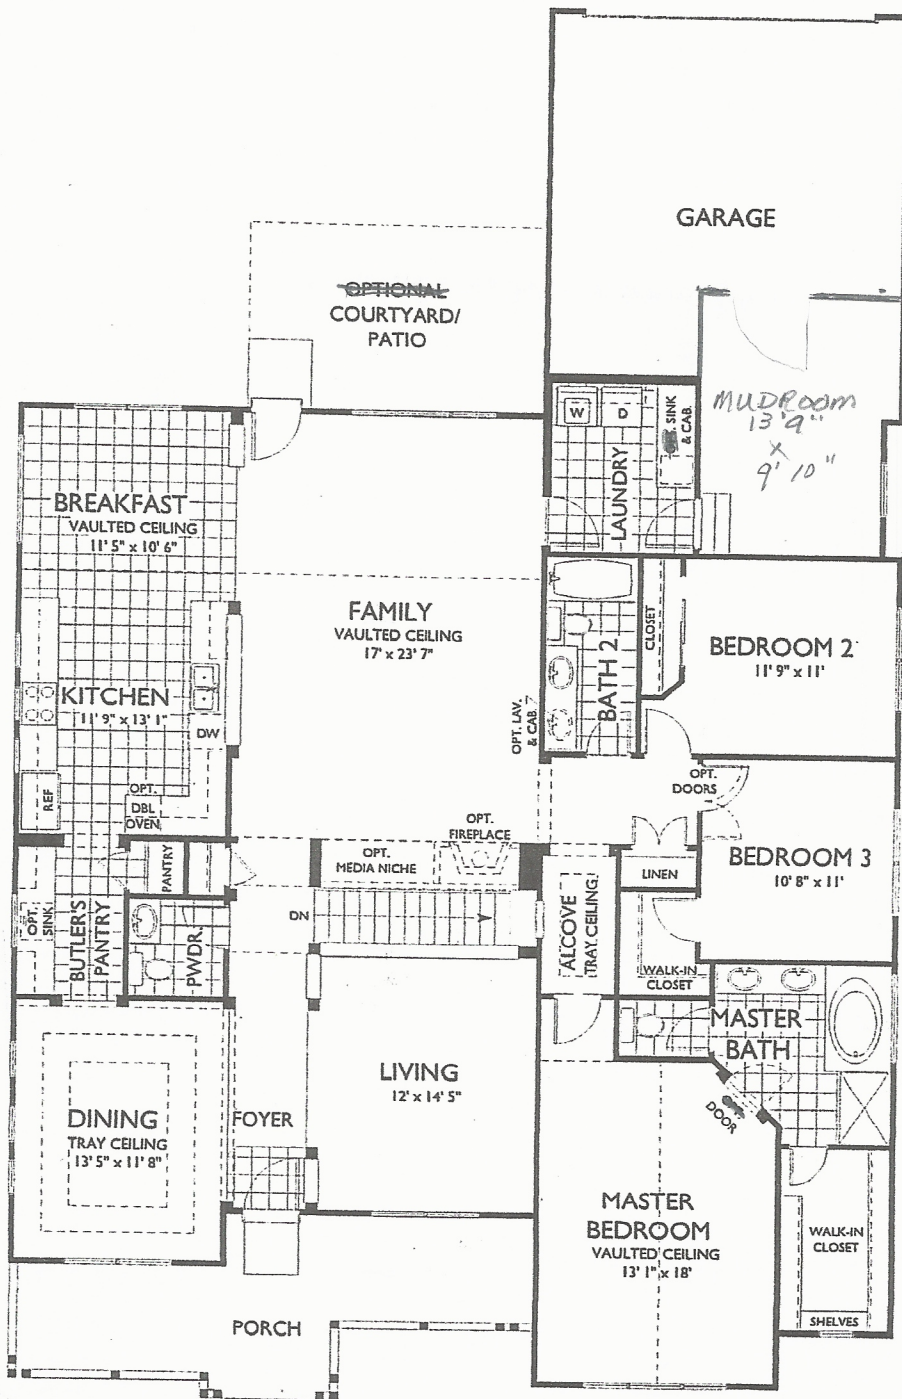 GARAGE
OPTIONAL
COURTYARD/
PATIO
MUDROOM
13'9"
X
9' 10"
W
D
SINK
& CAB.
LAUNDRY
BREAKFAST
VAULTED CEILING
11' 5" x 10' 6"
FAMILY
VAULTED CEILING
17' x 23' 7"
CLOSET
BEDROOM 2
11' 9" x 11'
BATH 2
OPT. LAV.
& CAB.
KITCHEN
11' 9" x 13' 1"
DW
REF
OPT.
DBL
OVEN
OPT.
DOORS
OPT.
FIREPLACE
OPT.
MEDIA NICHE
BEDROOM 3
10' 8" x 11'
LINEN
PANTRY
OPT.
SINK
BUTLER'S
PANTRY
PWDR.
DN
ALCOVE
TRAY CEILING
WALK-IN
CLOSET
MASTER
BATH
DOOR
LIVING
12' x 14' 5"
DINING
TRAY CEILING
13' 5" x 11' 8"
FOYER
MASTER
BEDROOM
VAULTED CEILING
13' 1" x 18'
WALK-IN
CLOSET
SHELVES
PORCH